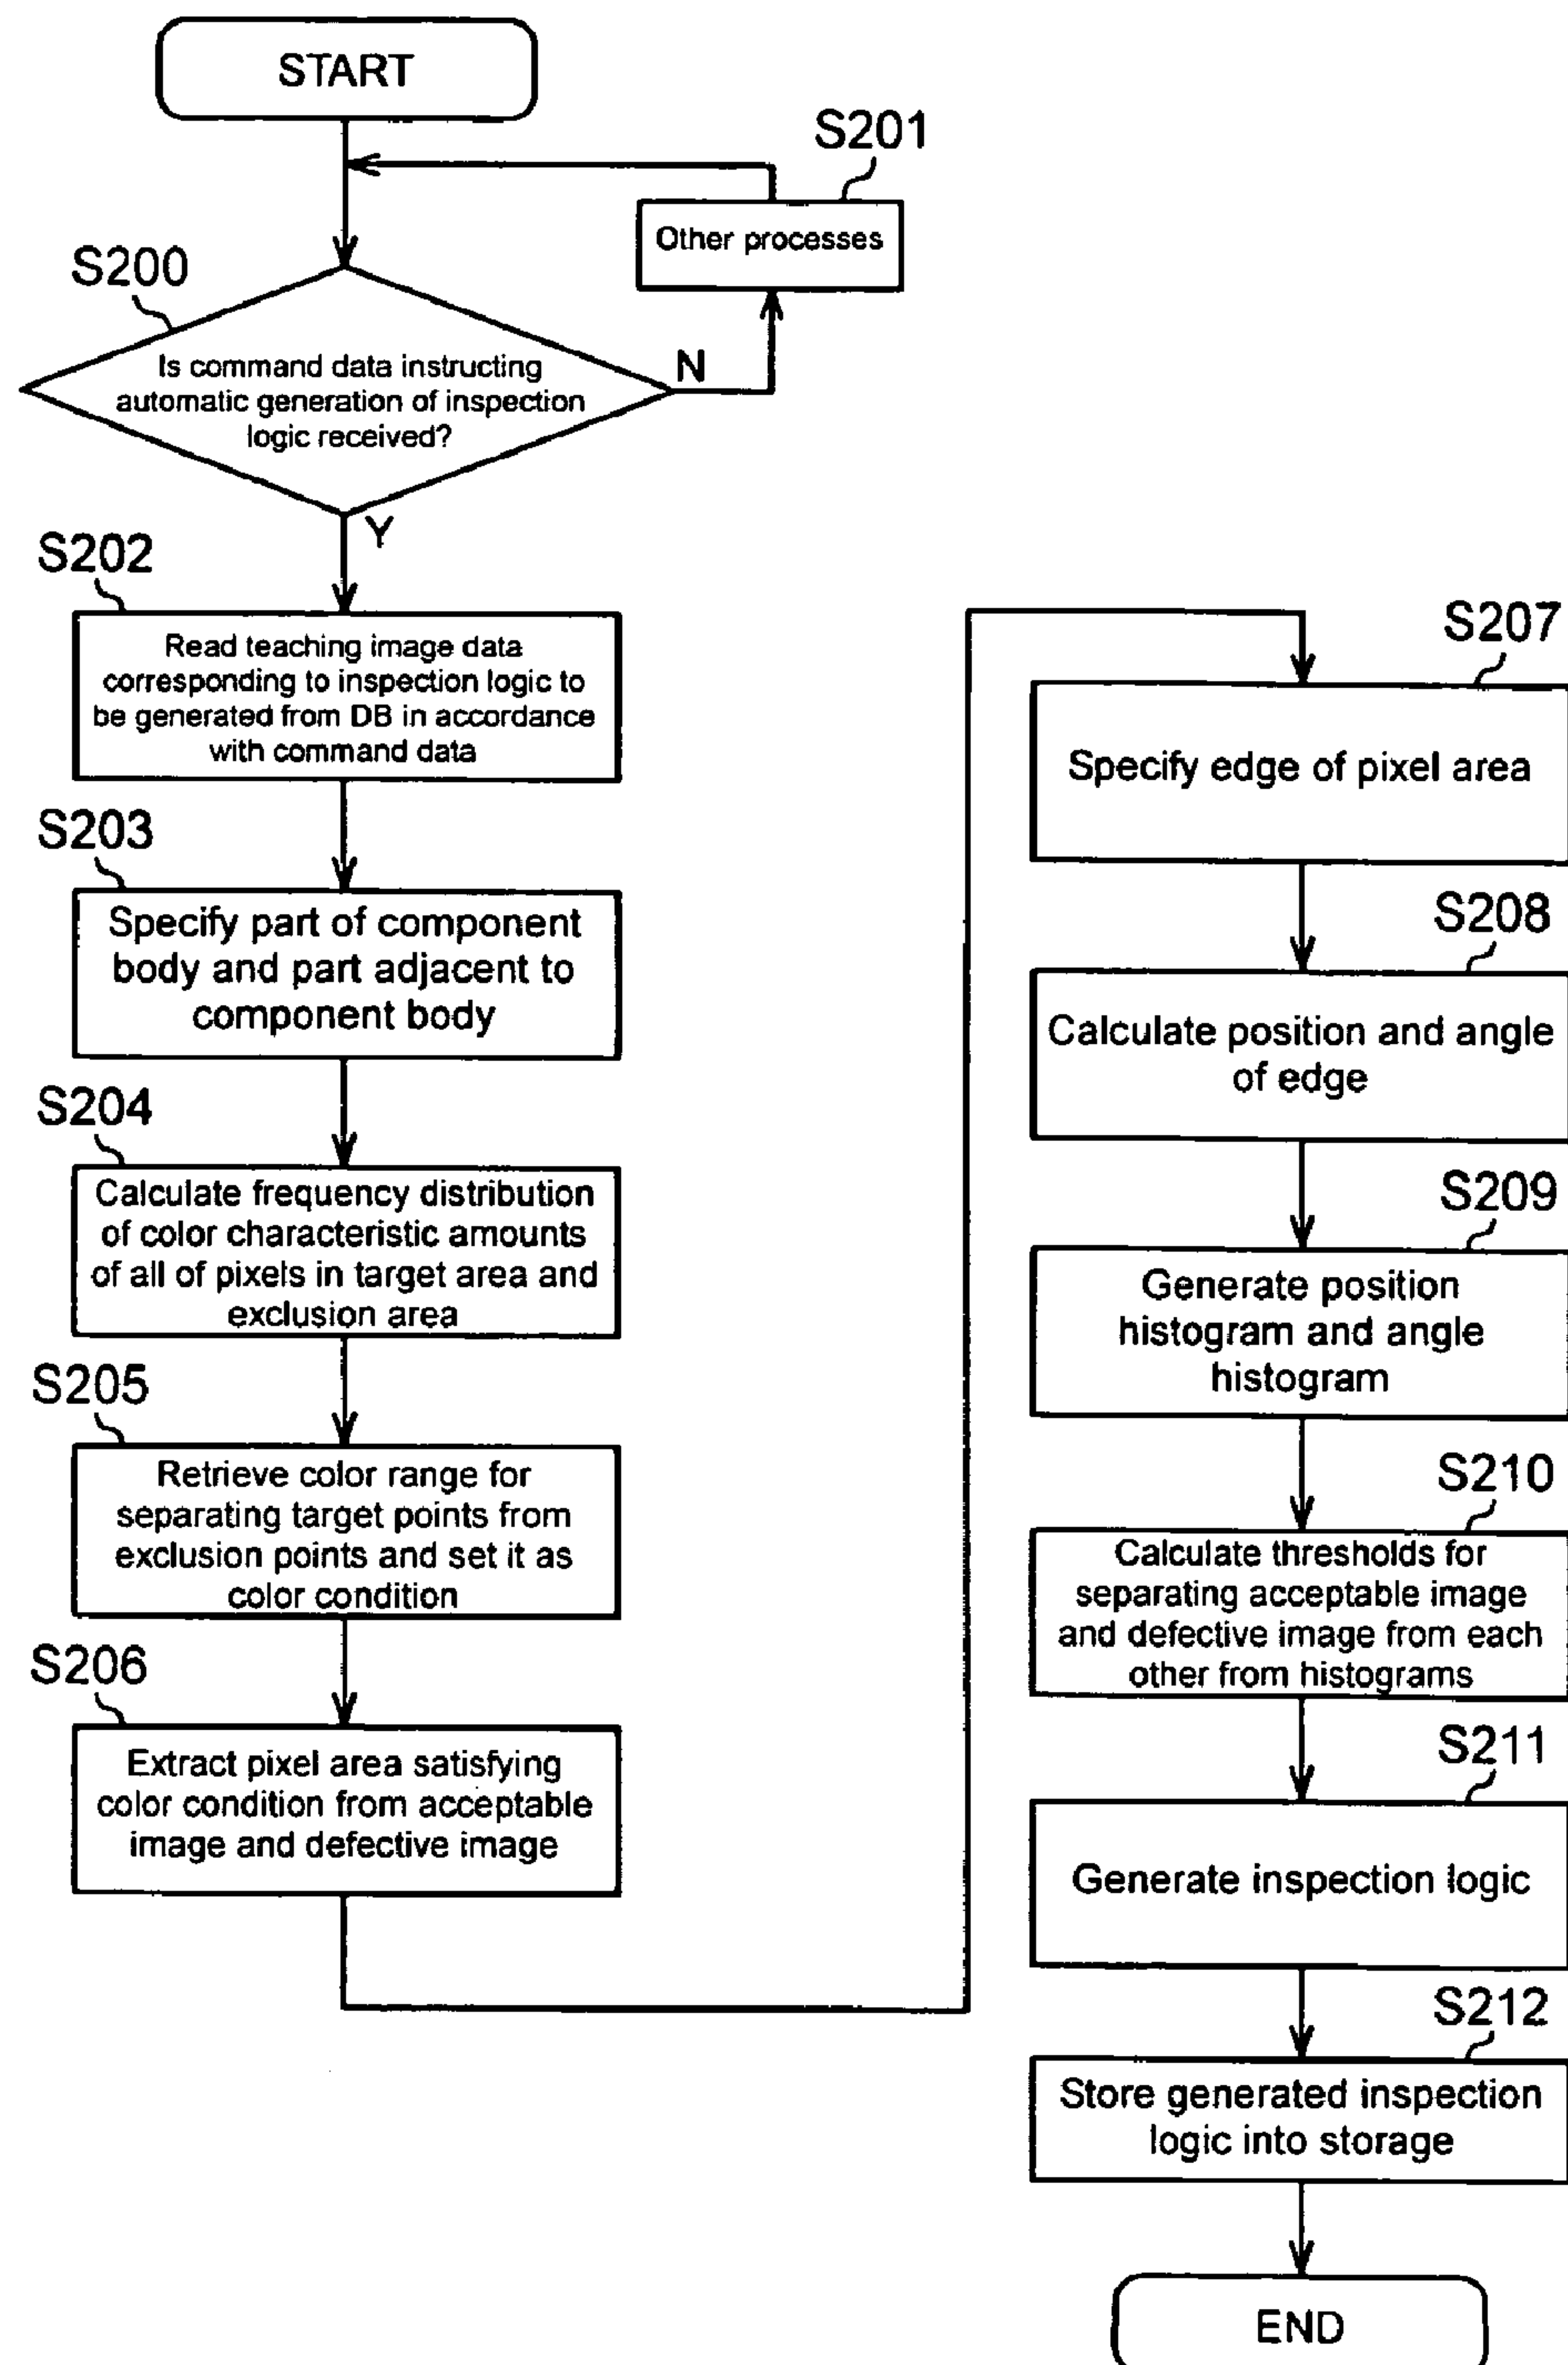 START
S201
Other processes
S200
Is command data instructing
automatic generation of inspection
logic received?
N
Y
S202
Read teaching image data
corresponding to inspection logic to
be generated from DB in accordance
with command data
S203
Specify part of component
body and part adjacent to
component body
S204
Calculate frequency distribution
of color characteristic amounts
of all of pixels in target area and
exclusion area
S205
Retrieve color range for
separating target points from
exclusion points and set it as
color condition
S206
Extract pixel area satisfying
color condition from acceptable
image and defective image
S207
Specify edge of pixel area
S208
Calculate position and angle
of edge
S209
Generate position
histogram and angle
histogram
S210
Calculate thresholds for
separating acceptable image
and defective image from each
other from histograms
S211
Generate inspection logic
S212
Store generated inspection
logic into storage
END